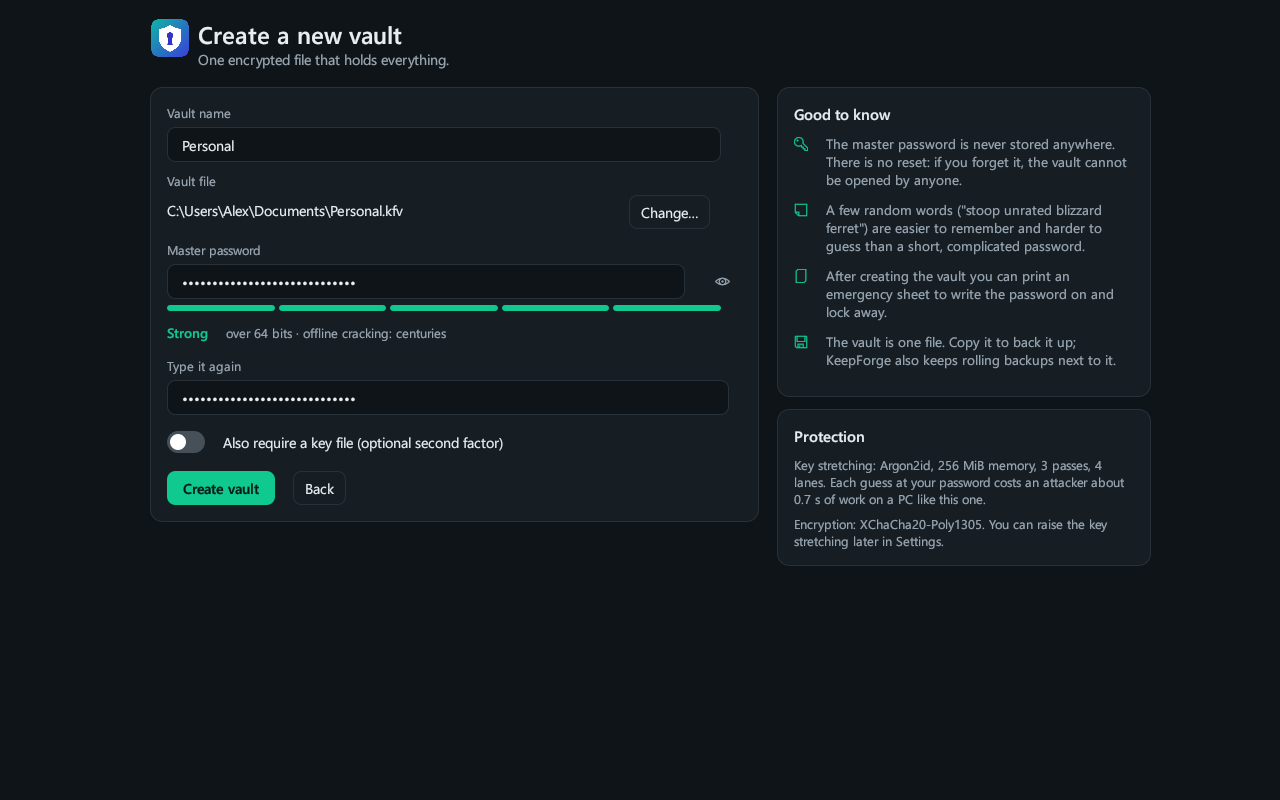 Create a new vault
One encrypted file that holds everything.
Vault name
Personal
Vault file
C:\Users\Alex\Documents\Personal.kfv
Change...
Master password
•••••••••••••••••••••••••••••
Strong over 64 bits · offline cracking: centuries
Type it again
•••••••••••••••••••••••••••••
Also require a key file (optional second factor)
Create vault
Back
Good to know
The master password is never stored anywhere.
There is no reset: if you forget it, the vault cannot
be opened by anyone.
A few random words ("stoop unrated blizzard
ferret") are easier to remember and harder to
guess than a short, complicated password.
After creating the vault you can print an
emergency sheet to write the password on and
lock away.
The vault is one file. Copy it to back it up;
KeepForge also keeps rolling backups next to it.
Protection
Key stretching: Argon2id, 256 MiB memory, 3 passes, 4
lanes. Each guess at your password costs an attacker about
0.7 s of work on a PC like this one.
Encryption: XChaCha20-Poly1305. You can raise the key
stretching later in Settings.